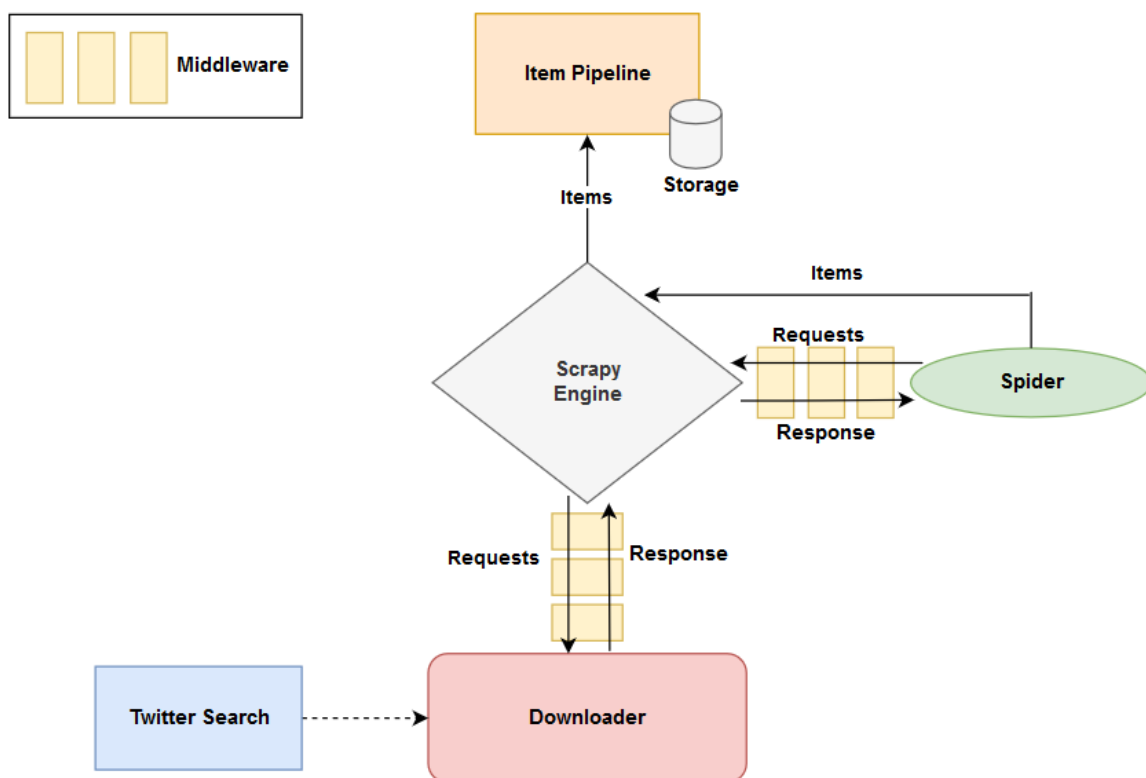 Middleware
Item Pipeline
Storage
Items
Items
Requests
Scrapy
Engine
Spider
Response
Requests
Response
Twitter Search
Downloader